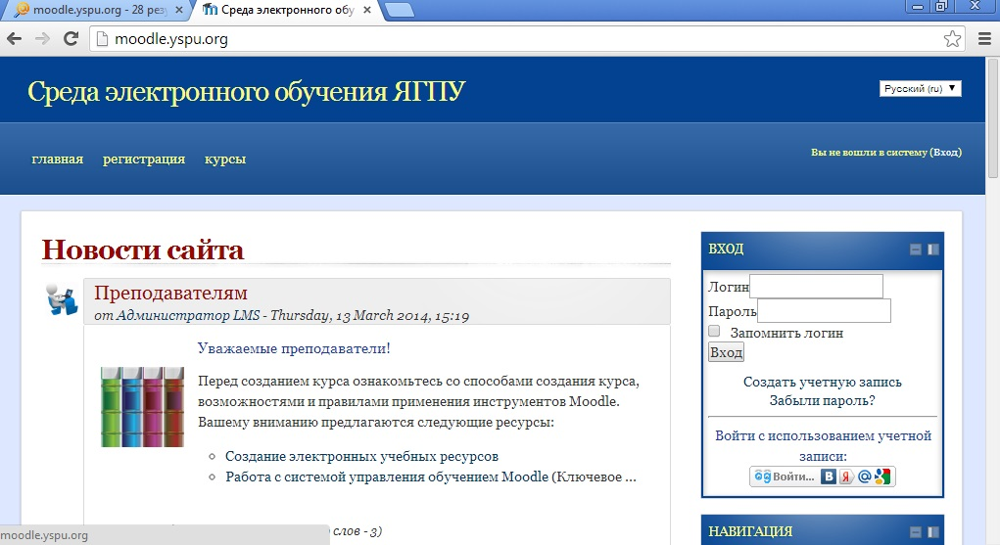 moodle.yspu.org - 28 рез
Среда электронного обу
moodle.yspu.org
Среда электронного обучения ЯГПУ
Русский (ru)
главная регистрация курсы
Вы не вошли в систему (Вход)
Новости сайта
Преподавателям
от Администратор LMS - Thursday, 13 March 2014, 15:19
Уважаемые преподаватели!
Перед созданием курса ознакомьтесь со способами создания курса,
возможностями и правилами применения инструментов Moodle.
Вашему вниманию предлагаются следующие ресурсы:
Создание электронных учебных ресурсов
Работа с системой управления обучением Moodle (Ключевое ...
слов - 3)
moodle.yspu.org
ВХОД
Логин
Пароль
Запомнить логин
Вход
Создать учетную запись
Забыли пароль?
Войти с использованием учетной
записи:
Войти...
НАВИГАЦИЯ